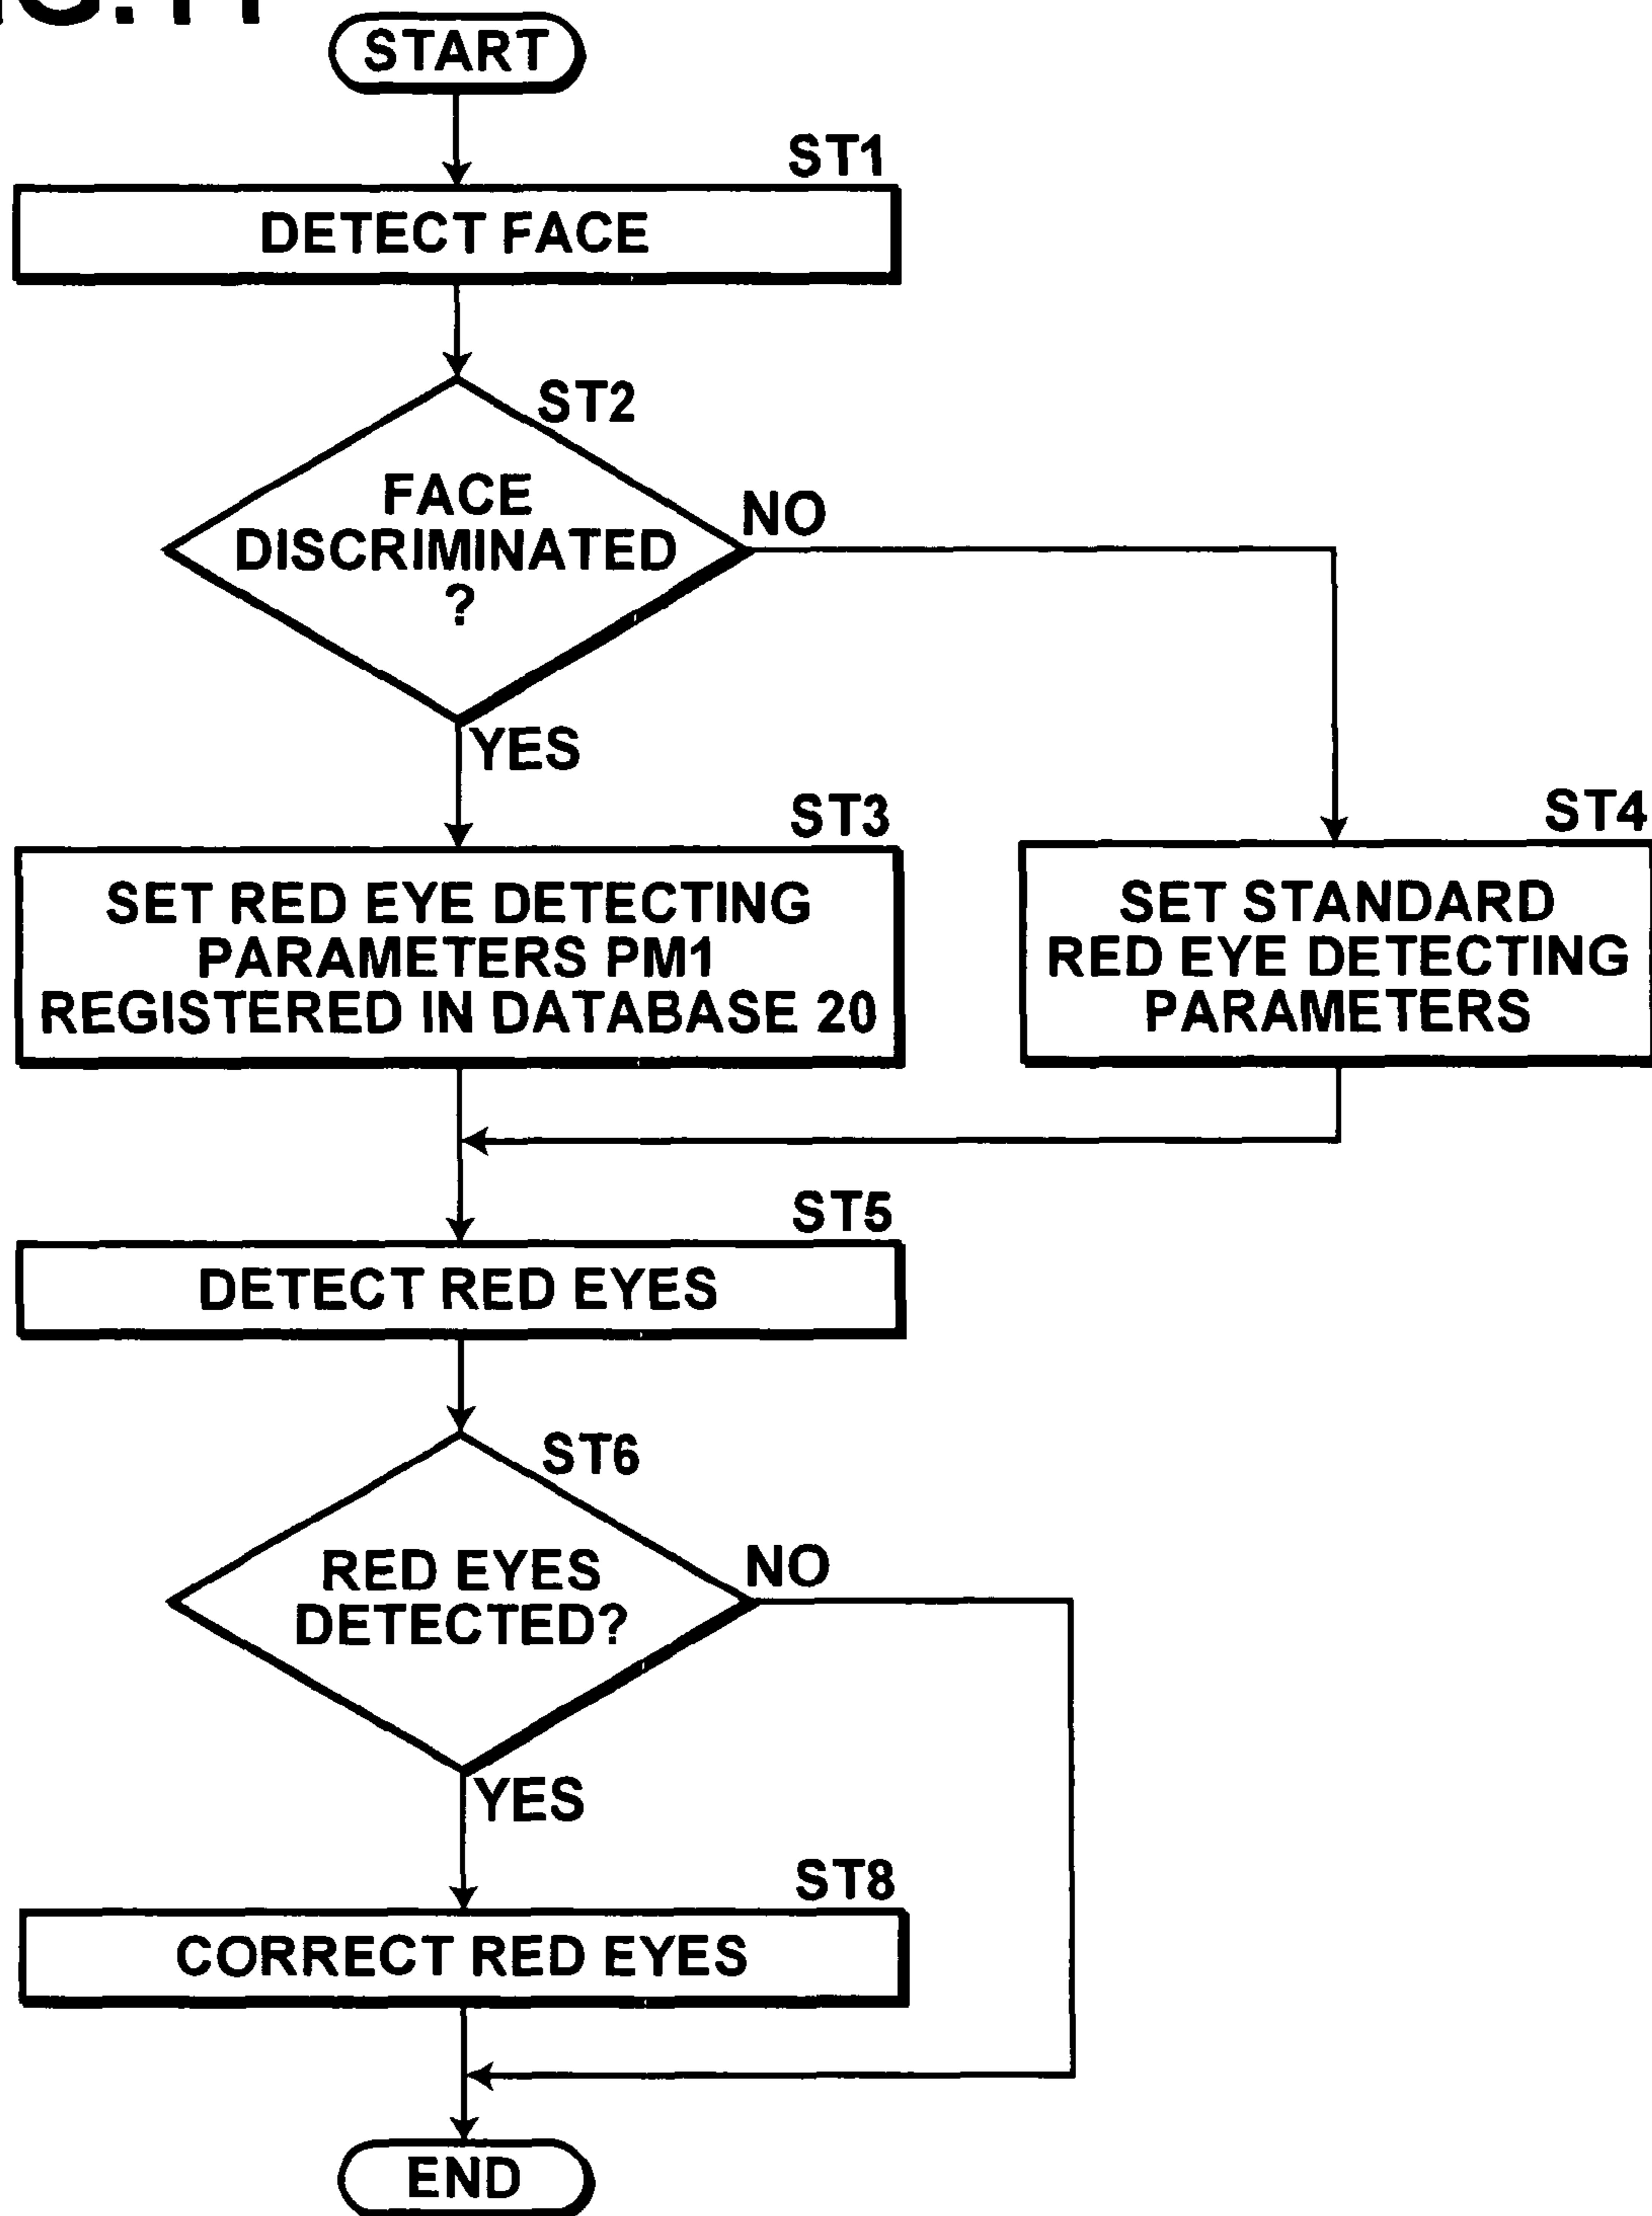 START
ST1
DETECT FACE
ST2
FACE
DISCRIMINATED
?
NO
YES
ST3
SET RED EYE DETECTING
PARAMETERS PM1
REGISTERED IN DATABASE 20
ST4
SET STANDARD
RED EYE DETECTING
PARAMETERS
ST5
DETECT RED EYES
ST6
RED EYES
DETECTED?
NO
YES
ST8
CORRECT RED EYES
END